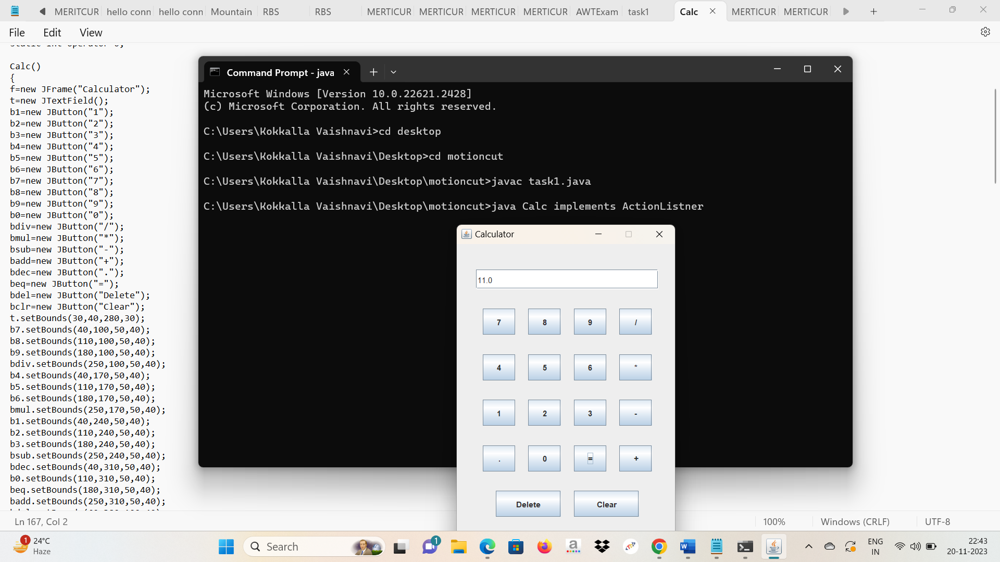 MERITCUR hello conn hello conn Mountain RBS RBS MERTICUR MERTICUR MERTICUR MERTICUR AWTExam task1 Calc MERTICUR MERTICUR
File Edit View
static int operator=0;
Calc()
{
f=new JFrame("Calculator");
t=new JTextField();
b1=new JButton("1");
b2=new JButton("2");
b3=new JButton("3");
b4=new JButton("4");
b5=new JButton("5");
b6=new JButton("6");
b7=new JButton("7");
b8=new JButton("8");
b9=new JButton("9");
b0=new JButton("0");
bdiv=new JButton("/");
bmul=new JButton("*");
bsub=new JButton("-");
badd=new JButton("+");
bdec=new JButton(".");
beq=new JButton("=");
bdel=new JButton("Delete");
bclr=new JButton("Clear");
t.setBounds(30,40,280,30);
b7.setBounds(40,100,50,40);
b8.setBounds(110,100,50,40);
b9.setBounds(180,100,50,40);
bdiv.setBounds(250,100,50,40);
b4.setBounds(40,170,50,40);
b5.setBounds(110,170,50,40);
b6.setBounds(180,170,50,40);
bmul.setBounds(250,170,50,40);
b1.setBounds(40,240,50,40);
b2.setBounds(110,240,50,40);
b3.setBounds(180,240,50,40);
bsub.setBounds(250,240,50,40);
bdec.setBounds(40,310,50,40);
b0.setBounds(110,310,50,40);
beq.setBounds(180,310,50,40);
badd.setBounds(250,310,50,40);
Command Prompt - java
Microsoft Windows [Version 10.0.22621.2428]
(c) Microsoft Corporation. All rights reserved.
C:\Users\Kokkalla Vaishnavi>cd desktop
C:\Users\Kokkalla Vaishnavi\Desktop>cd motioncut
C:\Users\Kokkalla Vaishnavi\Desktop\motioncut>javac task1.java
C:\Users\Kokkalla Vaishnavi\Desktop\motioncut>java Calc implements ActionListner
Calculator
11.0
7 8 9 /
4 5 6 *
1 2 3 -
. 0 = +
Delete Clear
Ln 167, Col 2 100% Windows (CRLF) UTF-8
1 24°C
Haze
Search
1
ENG
IN
22:43
20-11-2023